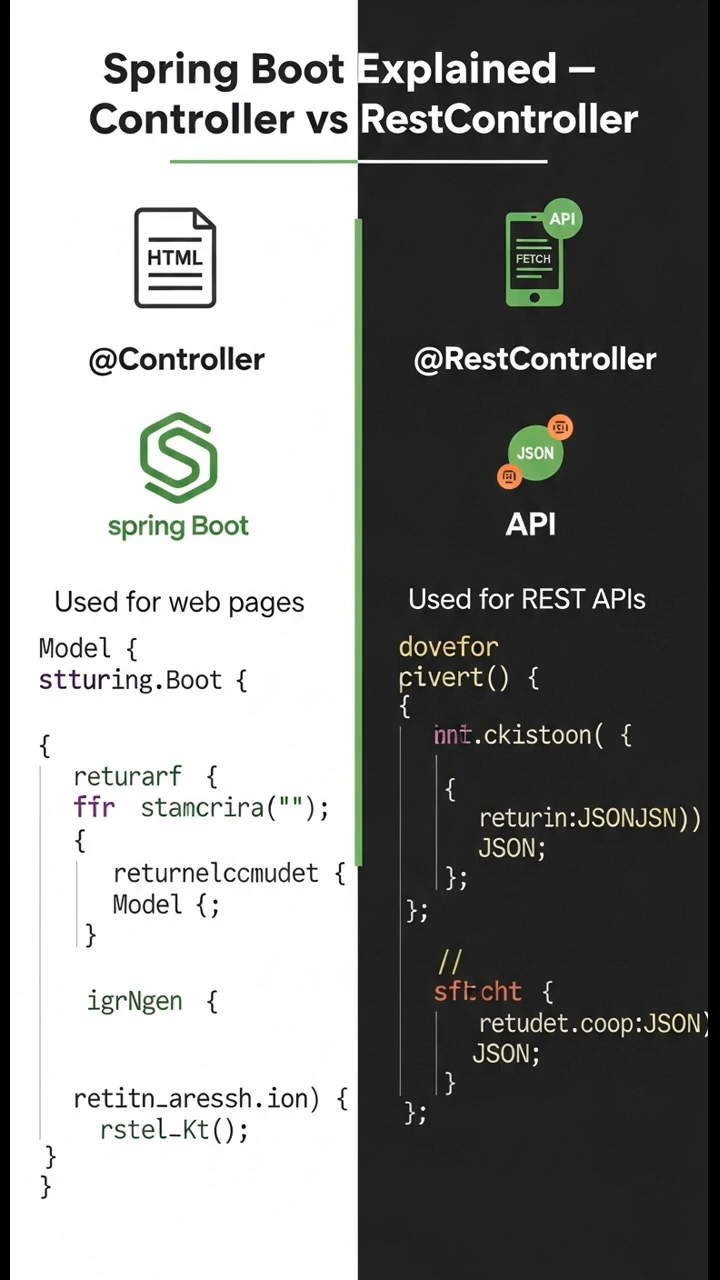 Spring Boot Explained –
Controller vs RestController
HTML
@Controller
spring Boot
Used for web pages
Model {
stturing.Boot {
{
returarf {
ffr stamcrira("");
{
returnelccmudet {
Model {;
}
igrNgen {
retitn_aressh.ion) {
rstel_Kt();
}
}
API
FETCH
@RestController
JSON
API
Used for REST APIs
dovefor
pivert() {
{
.ckistoon( {
{
returin:JSONJSN))
JSON;
};
};
//
{
retudet.coop:JSON)
JSON;
}
};